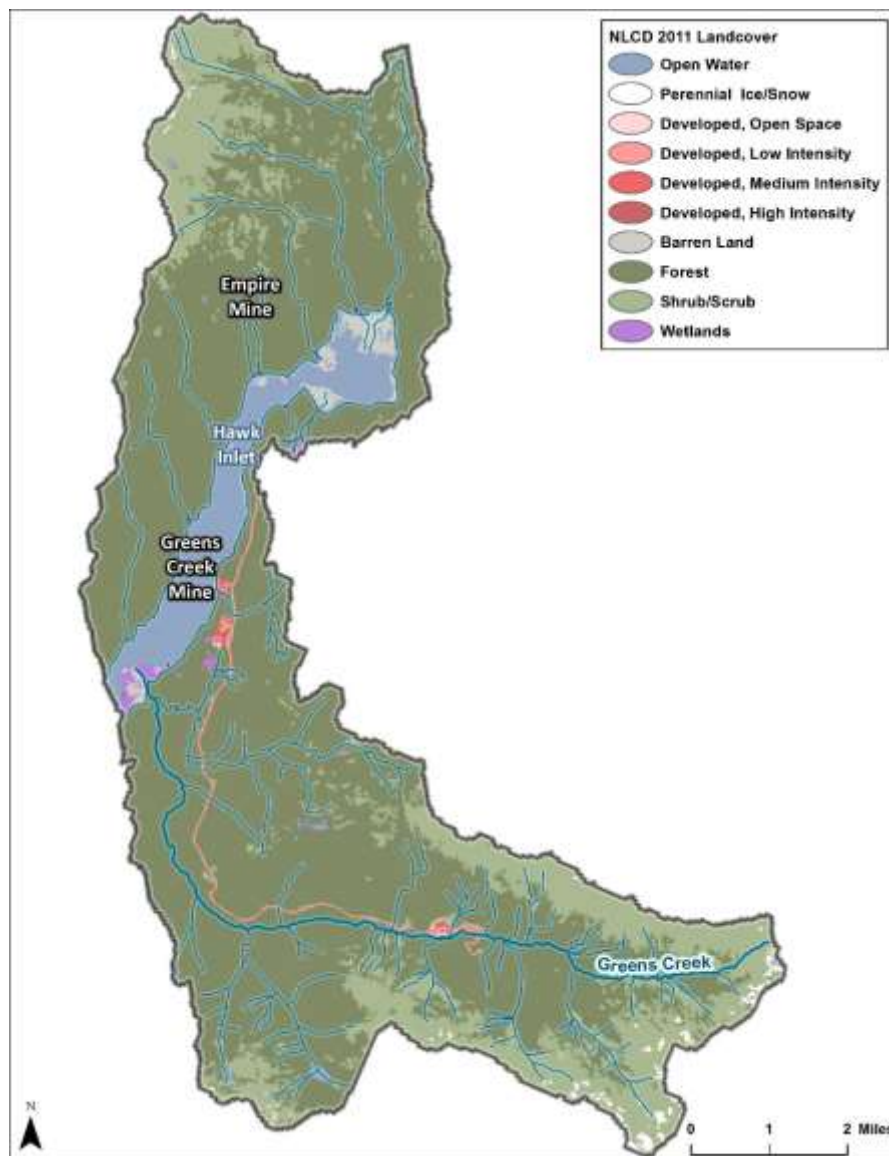 NLCD 2011 Landcover
Open Water
Perennial Ice/Snow
Developed, Open Space
Developed, Low Intensity
Developed, Medium Intensity
Developed, High Intensity
Barren Land
Forest
Shrub/Scrub
Wetlands
Empire
Mine
Hawk
Inlet
Greens
Creek
Mine
Greens Creek
N
0 1 2 Miles